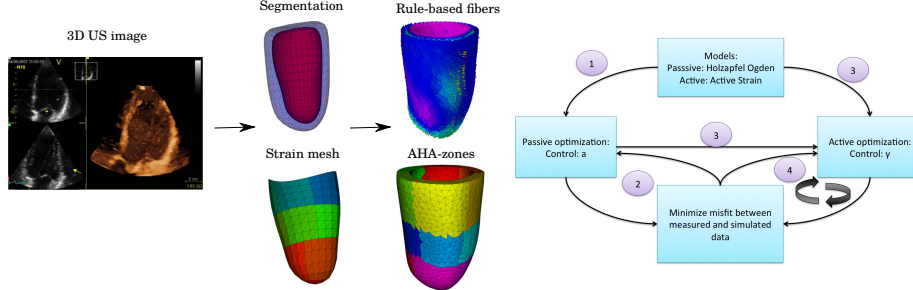 3D US image
Segmentation
Rule-based fibers
Strain mesh
AHA-zones
V
1
Models:
Passsive: Holzapfel Ogden
Active: Active Strain
3
Passive optimization:
Control: a
3
Active optimization:
Control: γ
2
4
Minimize misfit between
measured and simulated
data